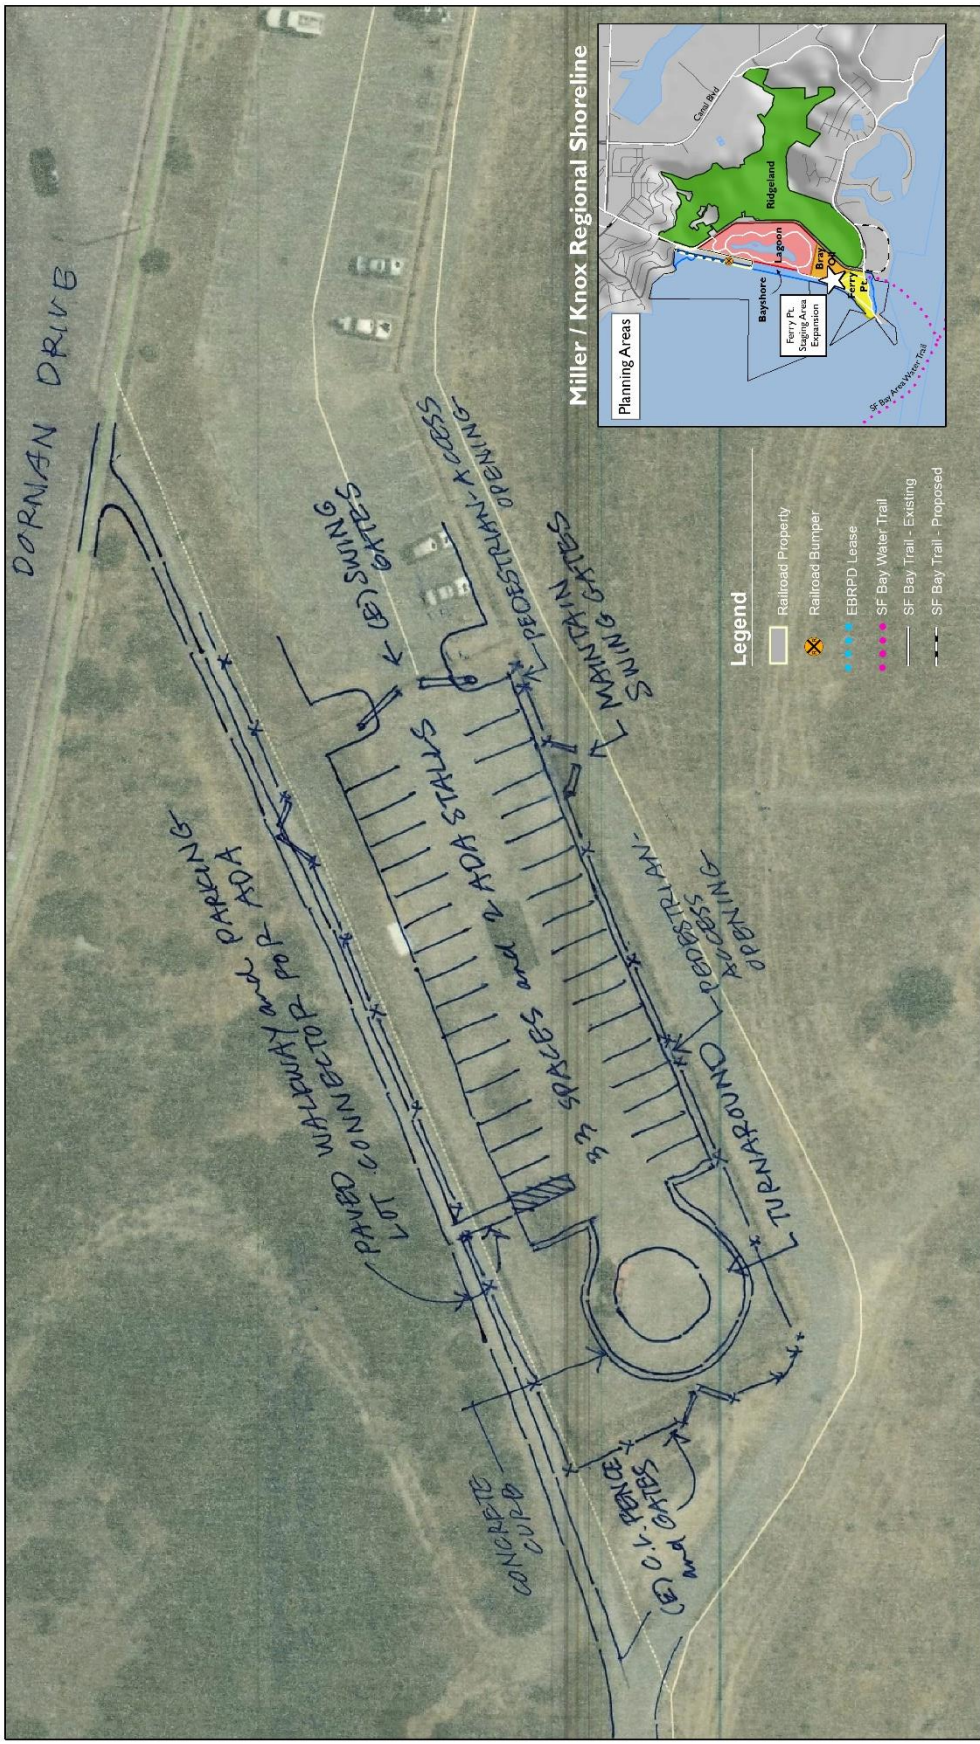 DORNAN DRIVE
PAVED WALKWAY and PARKING
LOT CONNECTOR FOR ADA
(E) SWING
GATES
PEDESTRIAN ACCESS
OPENING
MAINTAIN
SWING GATES
33 SPACES and 2 ADA STALLS
PEDESTRIAN
ACCESS
OPENING
TURNAROUND
CONCRETE
CURB
(E) C.L. FENCE
and GATES
Miller / Knox Regional Shoreline
Planning Areas
Canal Blvd
Ridgeland
Lagoon
Bayshore
Bray
Oil
Ferry
Pt.
Ferry Pt.
Staging Area
Expansion
SF Bay Area Water Trail
Legend
Railroad Property
Railroad Bumper
EBRPD Lease
SF Bay Water Trail
SF Bay Trail - Existing
SF Bay Trail - Proposed